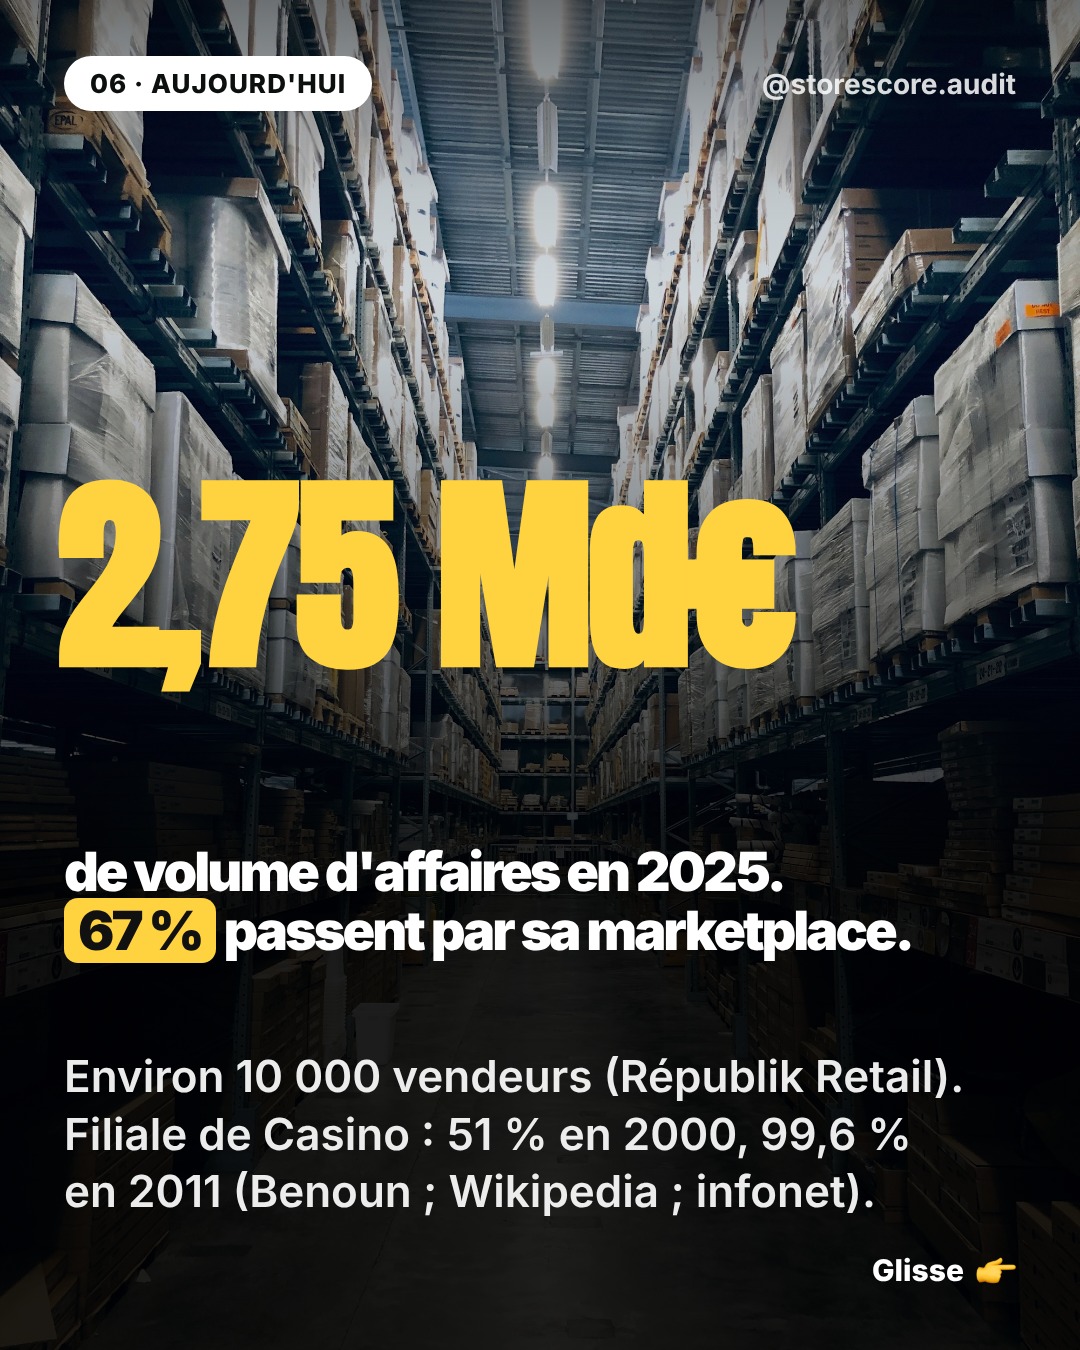 06 · AUJOURD'HUI
@storescore.audit
2,75 Md€
de volume d'affaires en 2025.
67 % passent par sa marketplace.
Environ 10 000 vendeurs (Républik Retail).
Filiale de Casino : 51 % en 2000, 99,6 %
en 2011 (Benoun ; Wikipedia ; infonet).
Glisse 👉